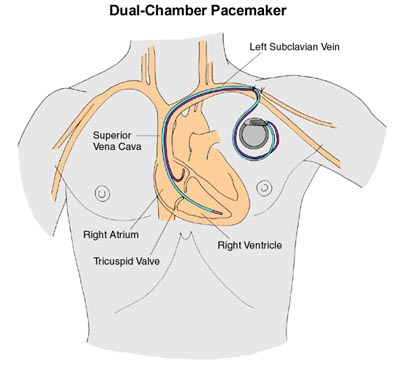 Dual-Chamber Pacemaker
Left Subclavian Vein
Superior
Vena Cava
Right Atrium
Right Ventricle
Tricuspid Valve